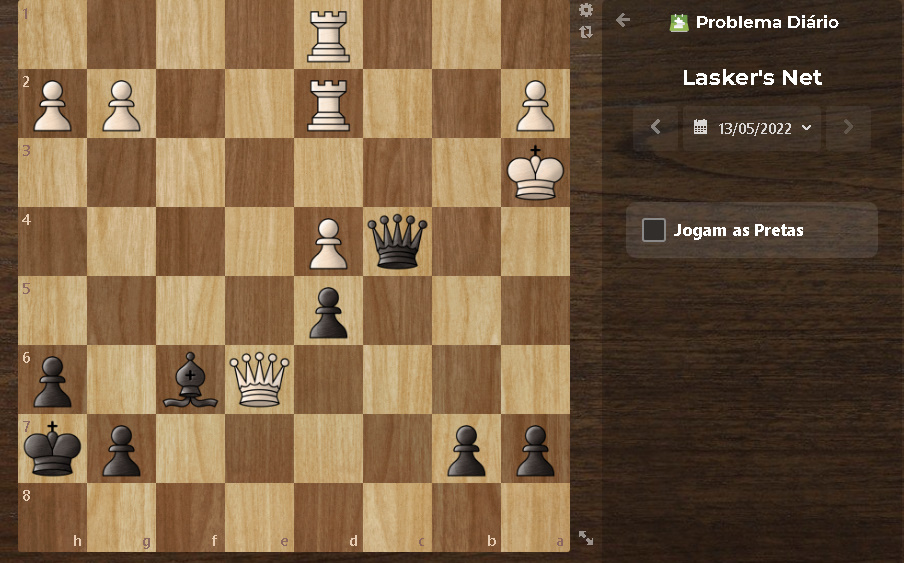 1
2
3
4
5
6
7
8
h g f e d c b a
Problema Diário
Lasker's Net
13/05/2022
Jogam as Pretas